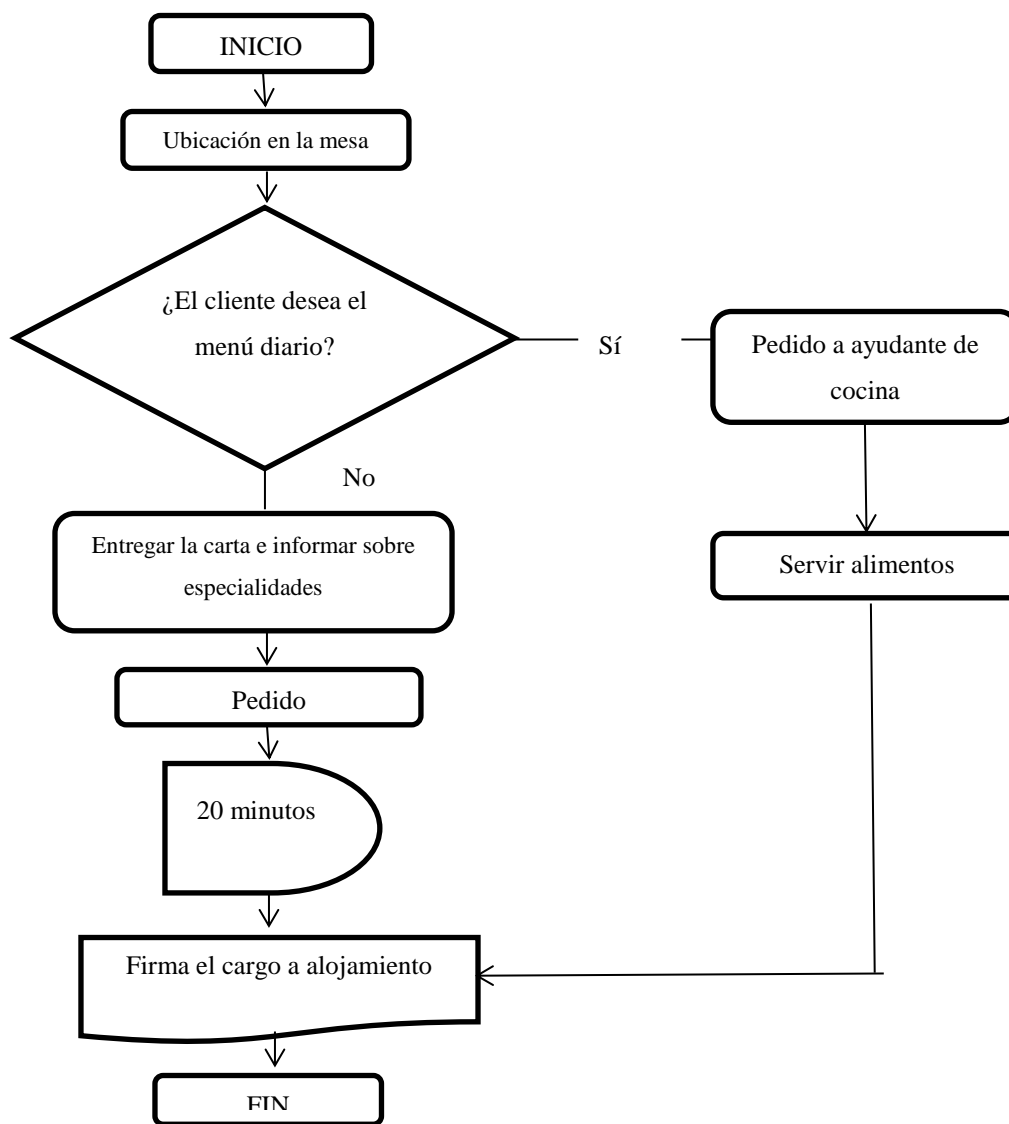 INICIO
Ubicación en la mesa
¿El cliente desea el
menú diario?
Sí
Pedido a ayudante de
cocina
No
Entregar la carta e informar sobre
especialidades
Servir alimentos
Pedido
20 minutos
Firma el cargo a alojamiento
FIN